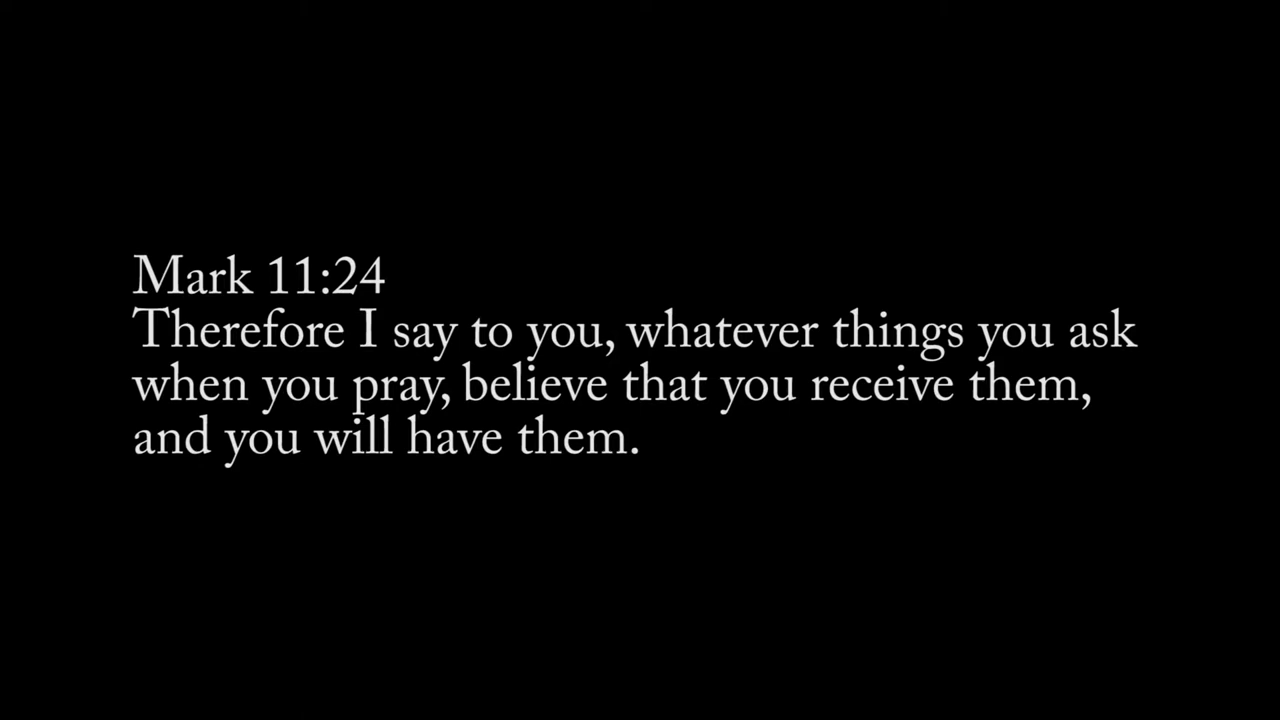 Mark 11:24
Therefore I say to you, whatever things you ask
when you pray, believe that you receive them,
and you will have them.